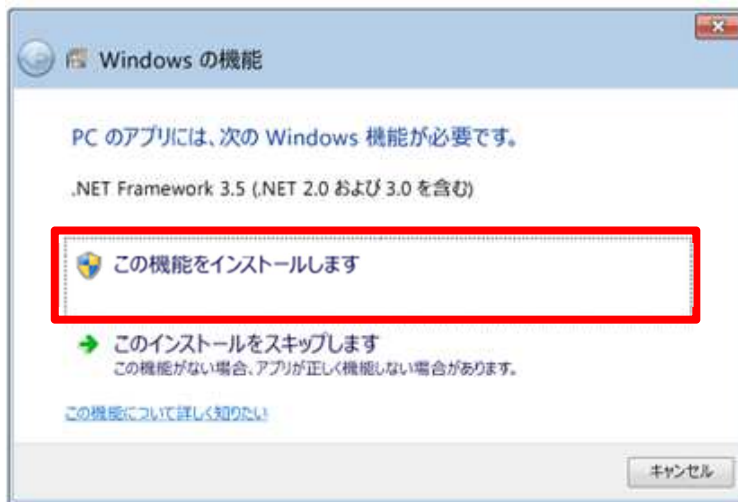 Windows の機能
PC のアプリには、次の Windows 機能が必要です。
.NET Framework 3.5 (.NET 2.0 および 3.0 を含む)
この機能をインストールします
このインストールをスキップします
この機能がない場合、アプリが正しく機能しない場合があります。
この機能について詳しく知りたい
キャンセル